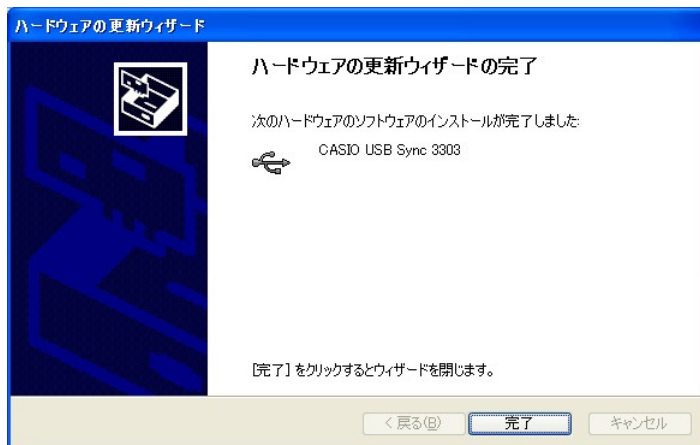 ハードウェアの更新ウィザード
ハードウェアの更新ウィザードの完了
次のハードウェアのソフトウェアのインストールが完了しました:
CASIO USB Sync 3303
[完了] をクリックするとウィザードを閉じます。
< 戻る(B)
完了
キャンセル